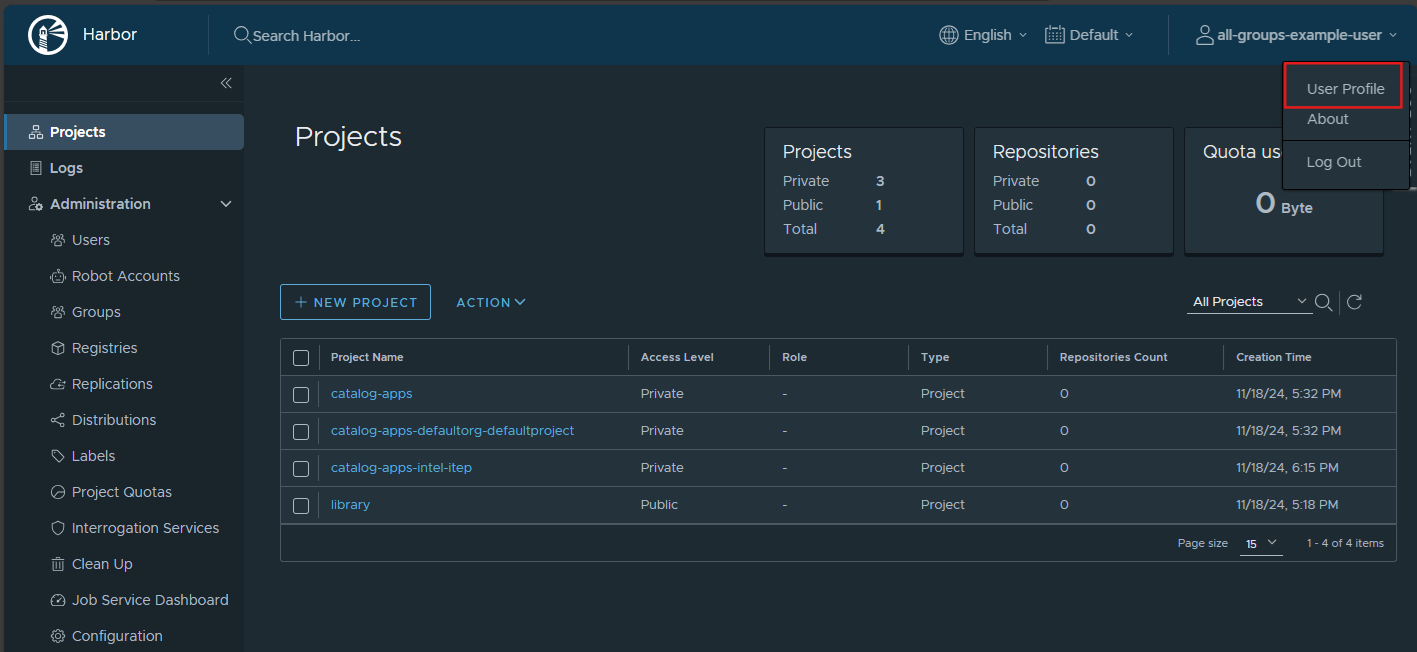 Harbor
Search Harbor...
English
Default
all-groups-example-user
User Profile
About
Log Out
Projects
Logs
Administration
Users
Robot Accounts
Groups
Registries
Replications
Distributions
Labels
Project Quotas
Interrogation Services
Clean Up
Job Service Dashboard
Configuration
Projects
Projects
Private 3
Public 1
Total 4
Repositories
Private 0
Public 0
Total 0
Quota us
0 Byte
+ NEW PROJECT
ACTION
All Projects
Project Name Access Level Role Type Repositories Count Creation Time
catalog-apps Private - Project 0 11/18/24, 5:32 PM
catalog-apps-defaultorg-defaultproject Private - Project 0 11/18/24, 5:32 PM
catalog-apps-intel-itep Private - Project 0 11/18/24, 6:15 PM
library Public - Project 0 11/18/24, 5:18 PM
Page size 15 1 - 4 of 4 items